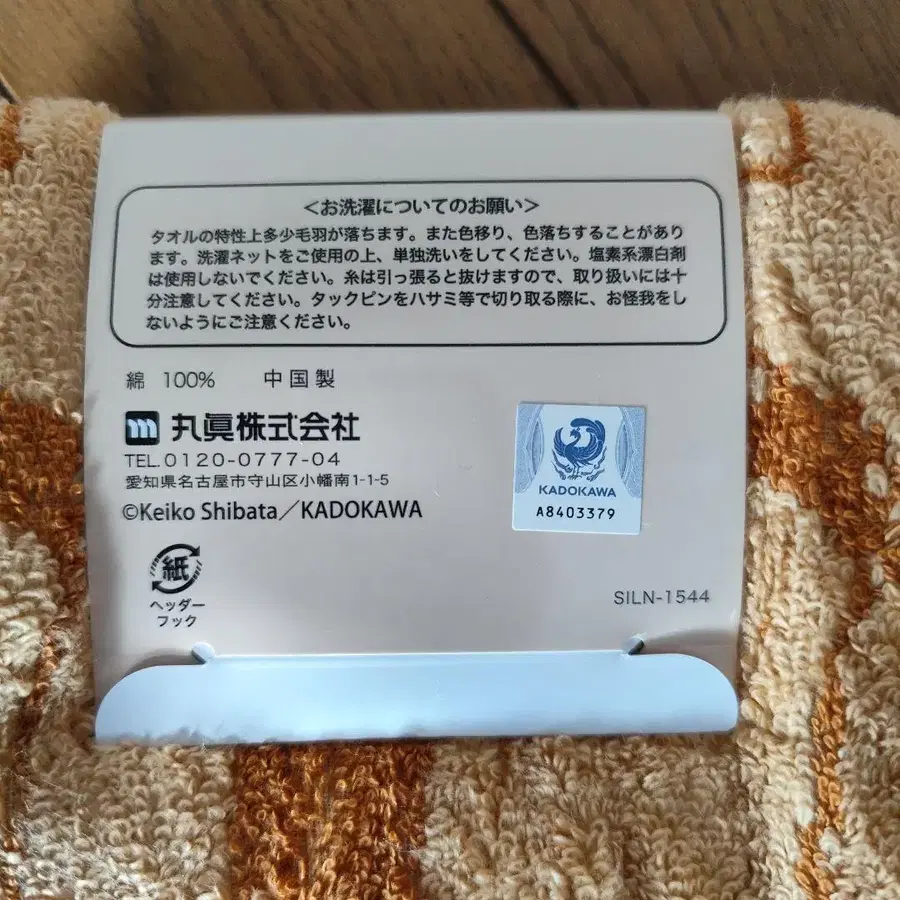 <お洗濯についてのお願い>
タオルの特性上多少毛羽が落ちます。また色移り、色落ちすることがあり
ます。洗濯ネットをご使用の上、単独洗いをしてください。塩素系漂白剤
は使用しないでください。糸は引っ張ると抜けますので、取り扱いには十
分注意してください。タックピンをハサミ等で切り取る際に、お怪我をし
ないようにご注意ください。
綿 100% 中国製
m 丸眞株式会社
TEL.0120-0777-04
愛知県名古屋市守山区小幡南1-1-5
©Keiko Shibata/KADOKAWA
KADOKAWA
A8403379
紙
ヘッダー
フック
SILN-1544